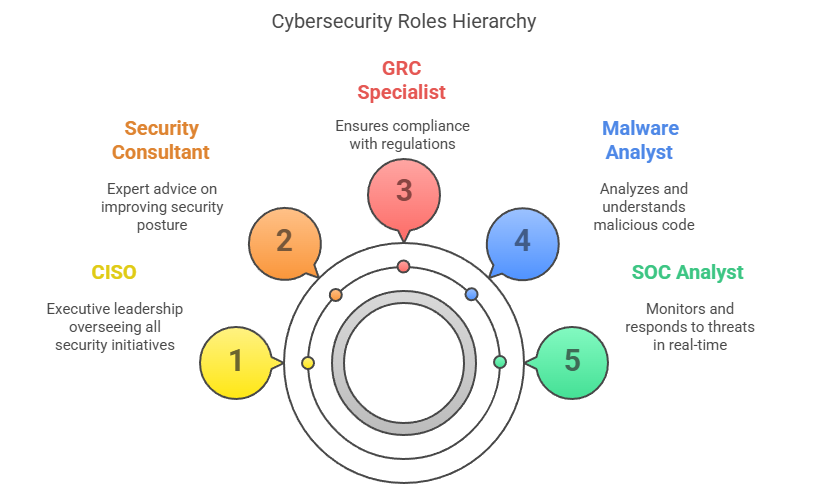 Cybersecurity Roles Hierarchy
GRC
Specialist
Ensures compliance
with regulations
3
Security
Consultant
Expert advice on
improving security
posture
2
Malware
Analyst
Analyzes and
understands
malicious code
4
CISO
Executive leadership
overseeing all
security initiatives
1
SOC Analyst
Monitors and
responds to threats
in real-time
5